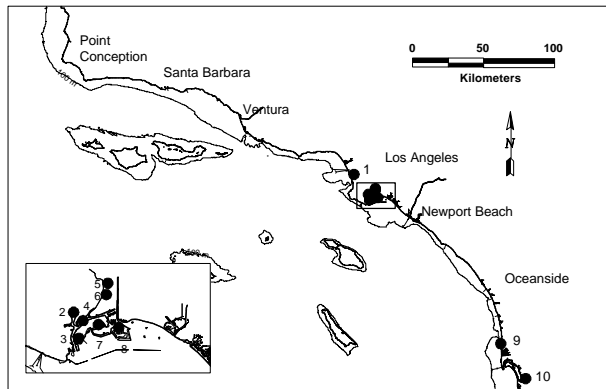 Point
Conception
Santa Barbara
Ventura
100 m
0 50 100
Kilometers
N
1
Los Angeles
Newport Beach
Oceanside
5
6
2
4
3
7
8
9
10